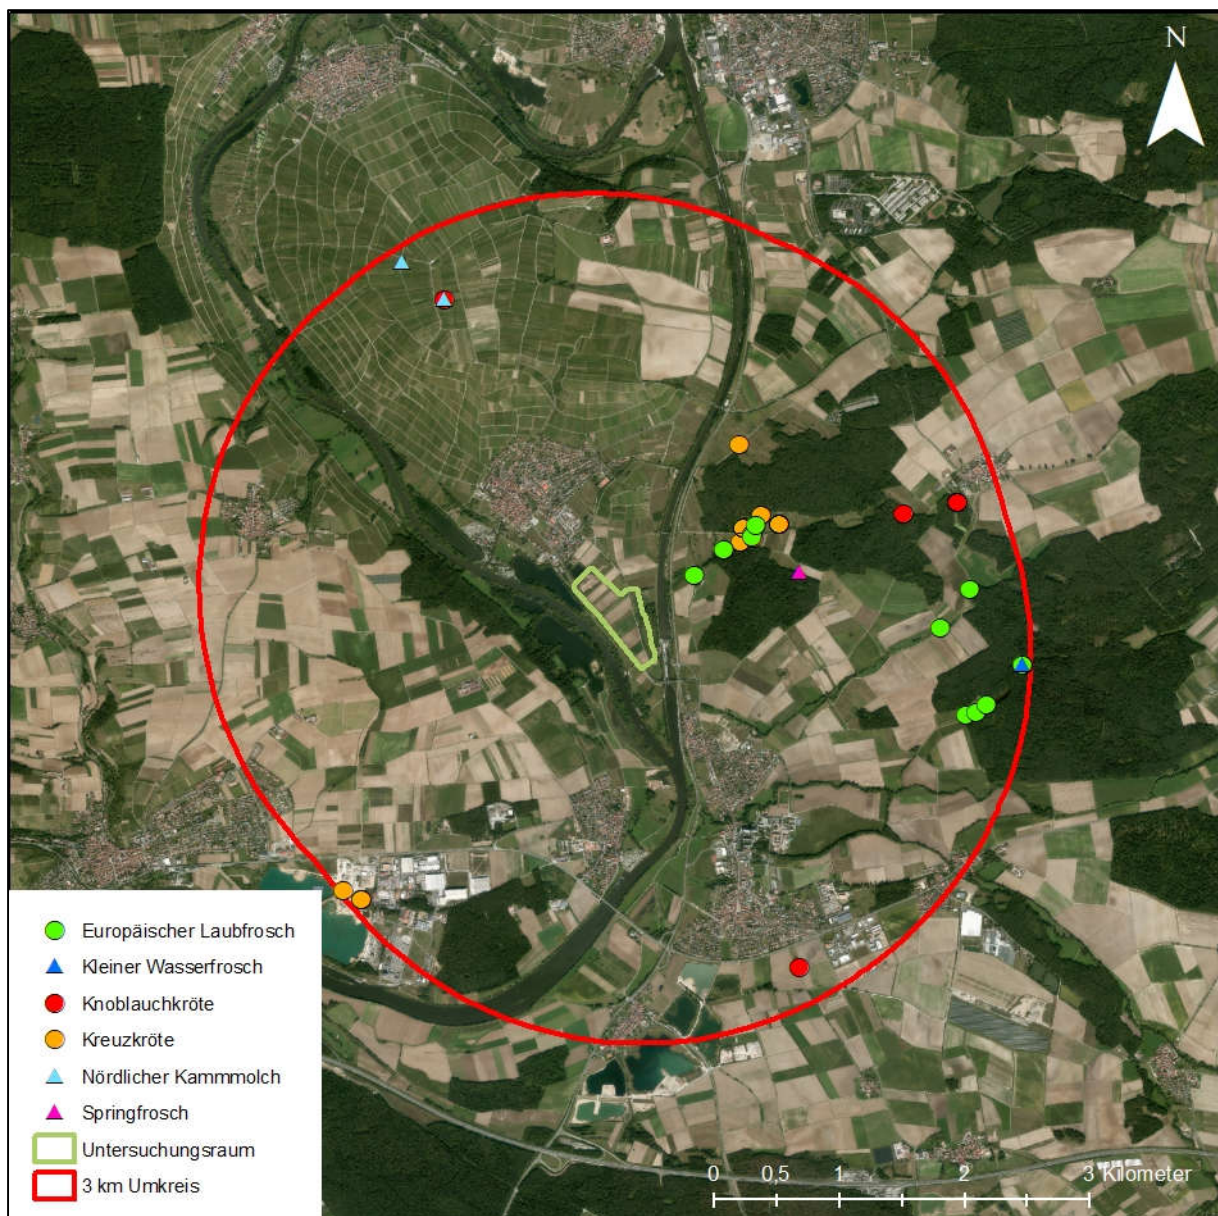 N
Europäischer Laubfrosch
Kleiner Wasserfrosch
Knoblauchkröte
Kreuzkröte
Nördlicher Kammmolch
Springfrosch
Untersuchungsraum
3 km Umkreis
0 0,5 1 2 3 Kilometer